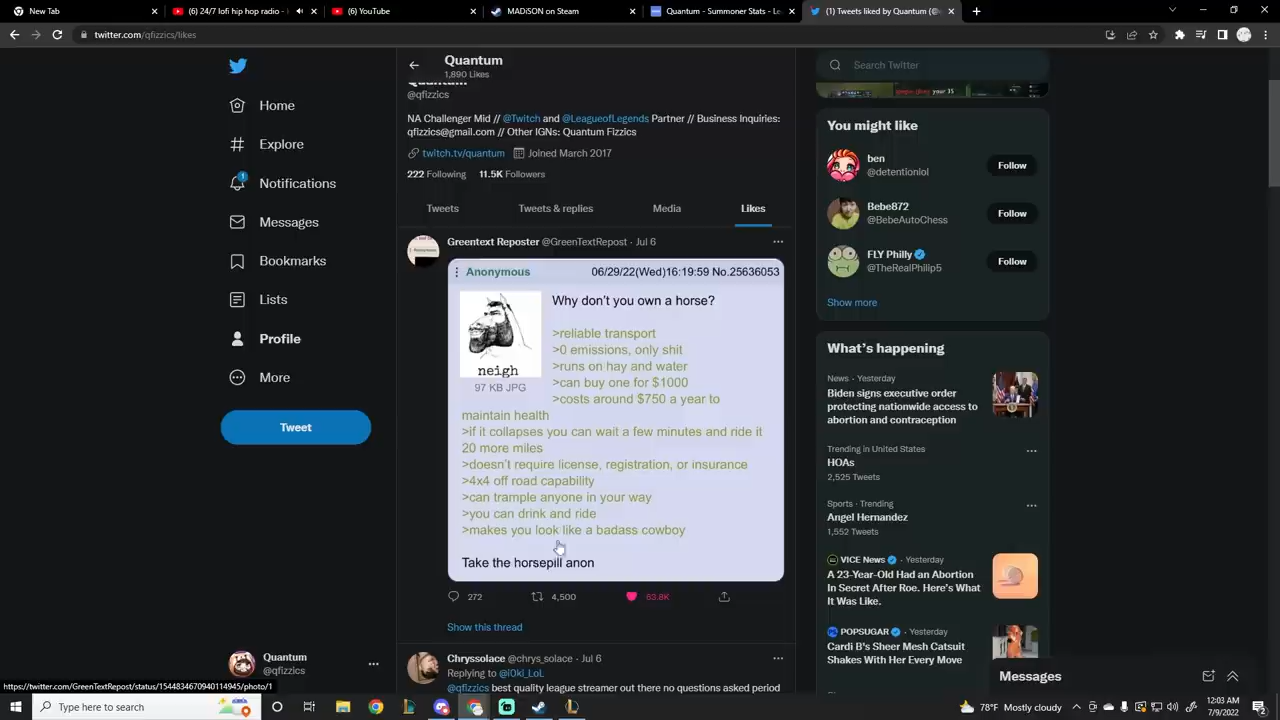 New Tab
(6) 24/7 lofi hip hop radio -
(6) YouTube
MADiSON on Steam
Quantum - Summoner Stats - Le
(1) Tweets liked by Quantum (@
twitter.com/qfizzics/likes
Quantum
1,890 Likes
@qfizzics
NA Challenger Mid // @Twitch and @LeagueofLegends Partner // Business Inquiries:
qfizzics@gmail.com // Other IGNs: Quantum Fizzics
twitch.tv/quantum Joined March 2017
222 Following 11.5K Followers
Tweets
Tweets & replies
Media
Likes
Home
Explore
1
Notifications
Messages
Bookmarks
Lists
Profile
More
Tweet
Quantum
@qfizzics
Greentext Reposter @GreenTextRepost · Jul 6
Anonymous 06/29/22(Wed)16:19:59 No.25636053
Why don't you own a horse?
neigh
97 KB JPG
>reliable transport
>0 emissions, only shit
>runs on hay and water
>can buy one for $1000
>costs around $750 a year to
maintain health
>if it collapses you can wait a few minutes and ride it
20 more miles
>doesn't require license, registration, or insurance
>4x4 off road capability
>can trample anyone in your way
>you can drink and ride
>makes you look like a badass cowboy
Take the horsepill anon
272
4,500
63.8K
Show this thread
Chryssolace @chrys_solace · Jul 6
Replying to @iOki_LoL
@qfizzics best quality league streamer out there no questions asked period
Search Twitter
You might like
ben
@detentionlol
Follow
Bebe872
@BebeAutoChess
Follow
FLY Philly
@TheRealPhilip5
Follow
Show more
What's happening
News · Yesterday
Biden signs executive order
protecting nationwide access to
abortion and contraception
Trending in United States
HOAs
2,525 Tweets
Sports · Trending
Angel Hernandez
1,552 Tweets
VICE News · Yesterday
A 23-Year-Old Had an Abortion
In Secret After Roe. Here's What
It Was Like.
POPSUGAR · Yesterday
Cardi B's Sheer Mesh Catsuit
Shakes With Her Every Move
Messages
https://twitter.com/GreenTextRepost/status/1544834670940114945/photo/1
Type here to search
78°F Mostly cloudy
12:03 AM
7/9/2022